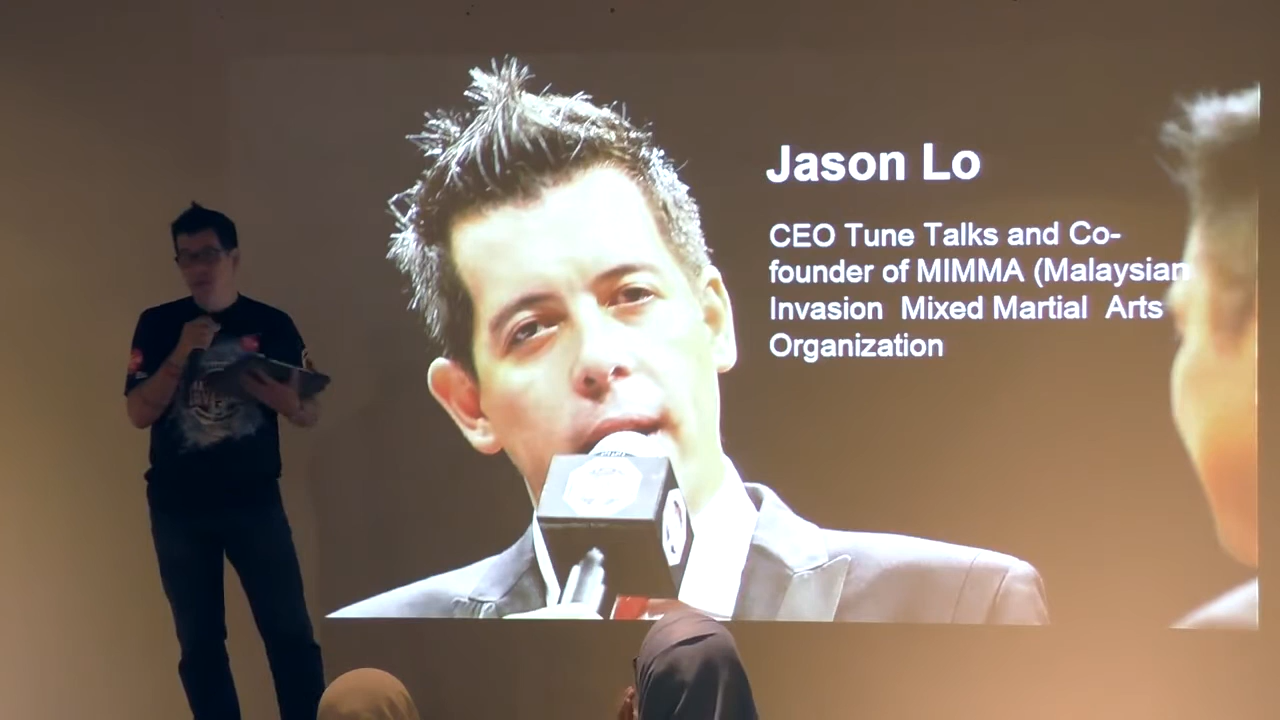 Jason Lo
CEO Tune Talks and Co-
founder of MIMMA (Malaysian
Invasion Mixed Martial Arts
Organization